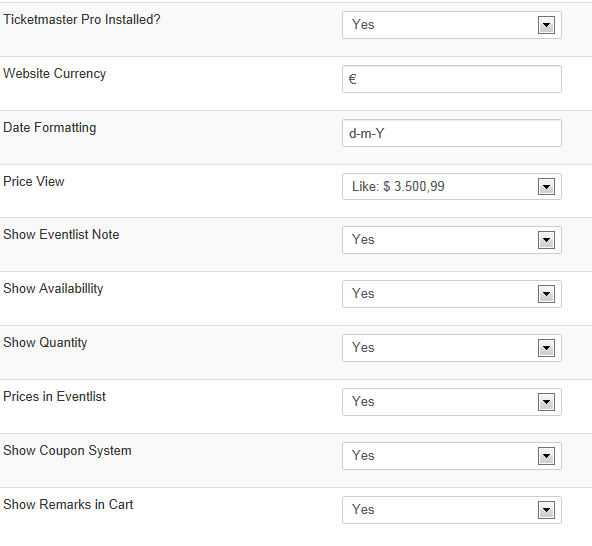 Ticketmaster Pro Installed? Yes
Website Currency €
Date Formatting d-m-Y
Price View Like: $ 3.500,99
Show Eventlist Note Yes
Show Availabillity Yes
Show Quantity Yes
Prices in Eventlist Yes
Show Coupon System Yes
Show Remarks in Cart Yes